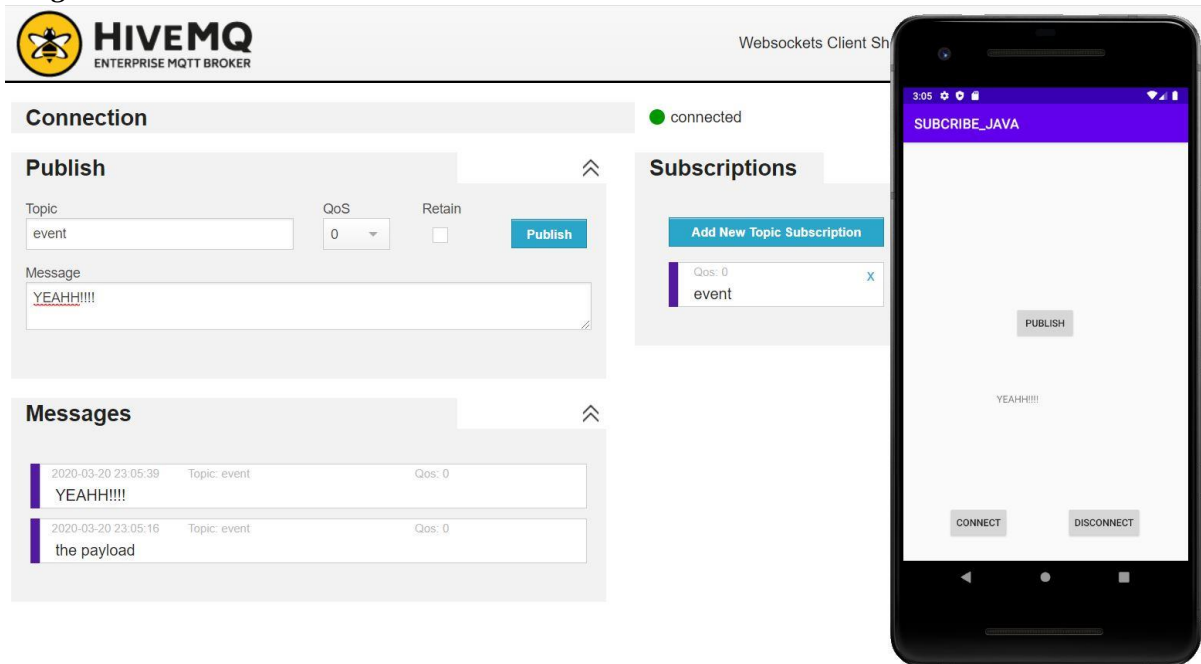 HIVEMQ
ENTERPRISE MQTT BROKER
Websockets Client Sh
Connection
connected
Publish
Topic
QoS
Retain
event
0
Publish
Message
YEAHH!!!!
Subscriptions
Add New Topic Subscription
Qos: 0
x
event
Messages
2020-03-20 23:05:39 Topic: event Qos: 0
YEAHH!!!!
2020-03-20 23:05:16 Topic: event Qos: 0
the payload
3:05
SUBCRIBE_JAVA
PUBLISH
YEAHH!!!!
CONNECT
DISCONNECT